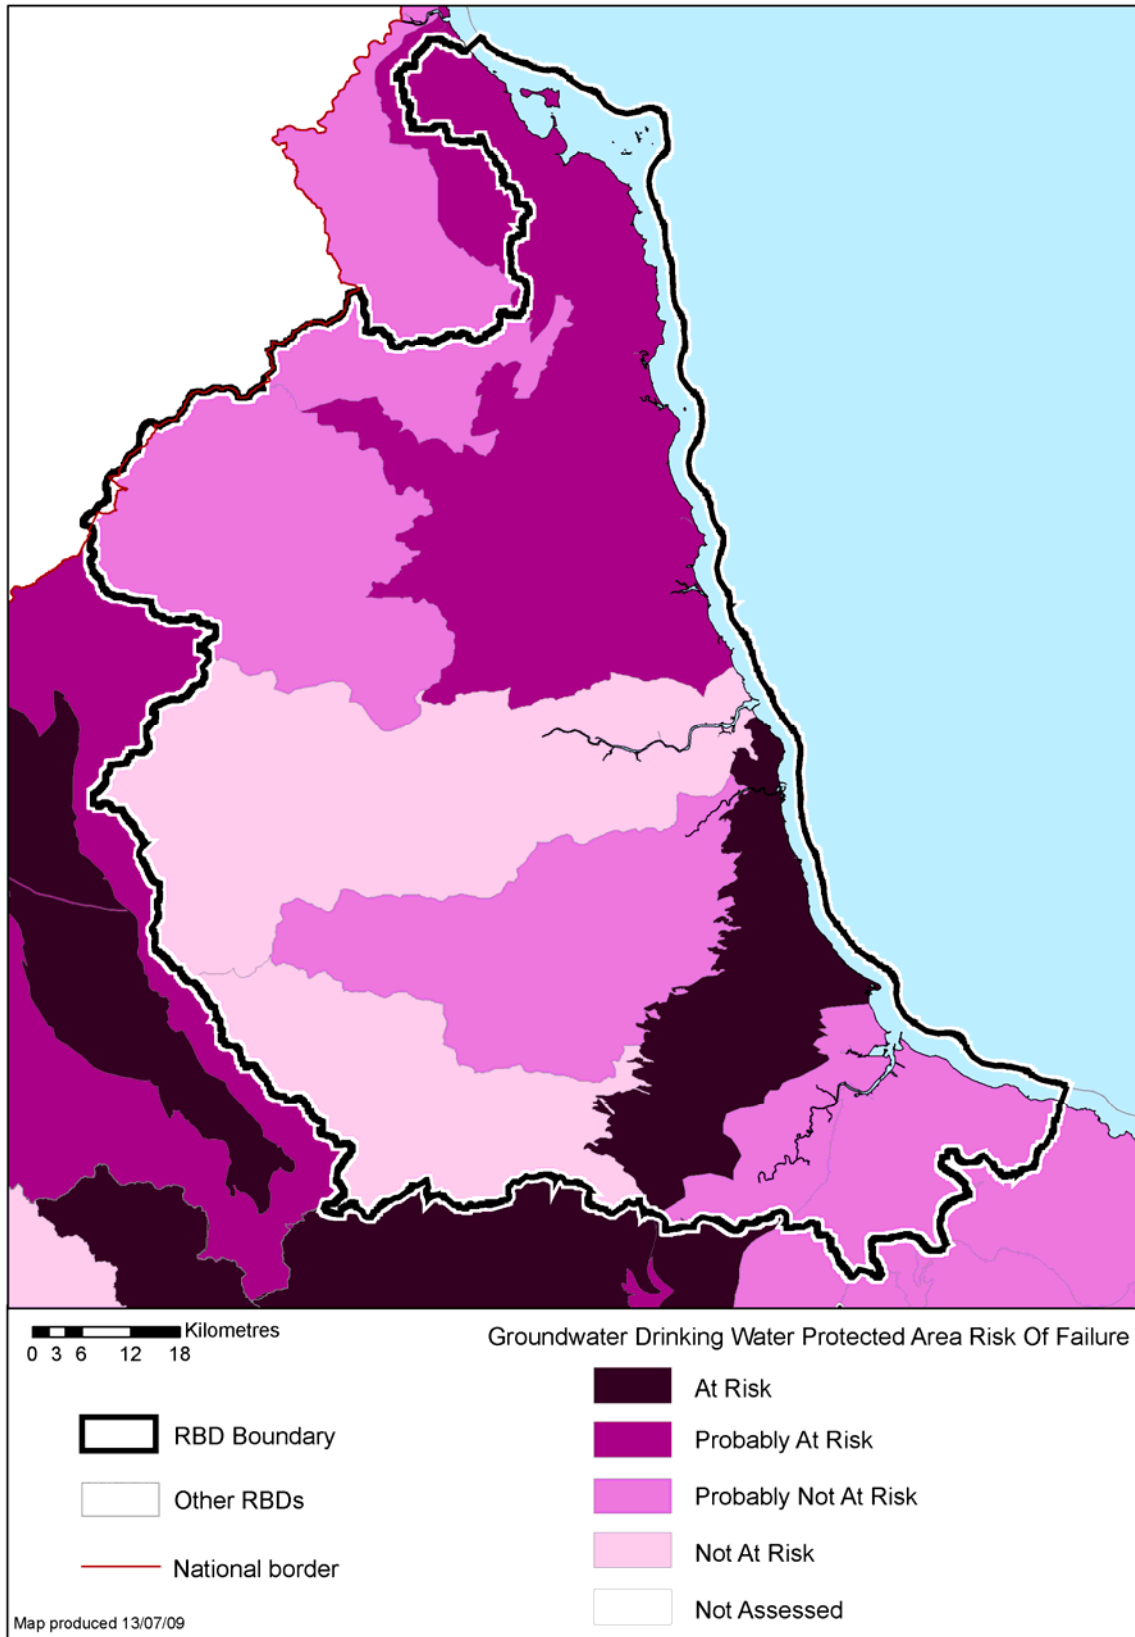 Kilometres
0 3 6 12 18
Groundwater Drinking Water Protected Area Risk Of Failure
At Risk
RBD Boundary
Probably At Risk
Other RBDs
Probably Not At Risk
National border
Not At Risk
Not Assessed
Map produced 13/07/09